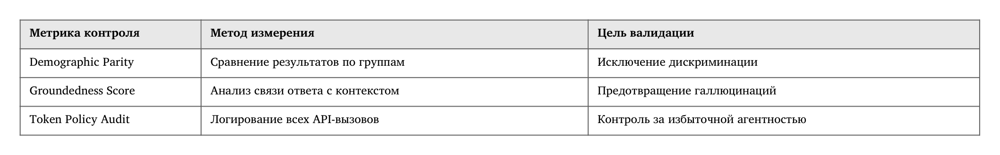 Метрика контроля Метод измерения Цель валидации
Demographic Parity Сравнение результатов по группам Исключение дискриминации
Groundedness Score Анализ связи ответа с контекстом Предотвращение галлюцинаций
Token Policy Audit Логирование всех API-вызовов Контроль за избыточной агентностью